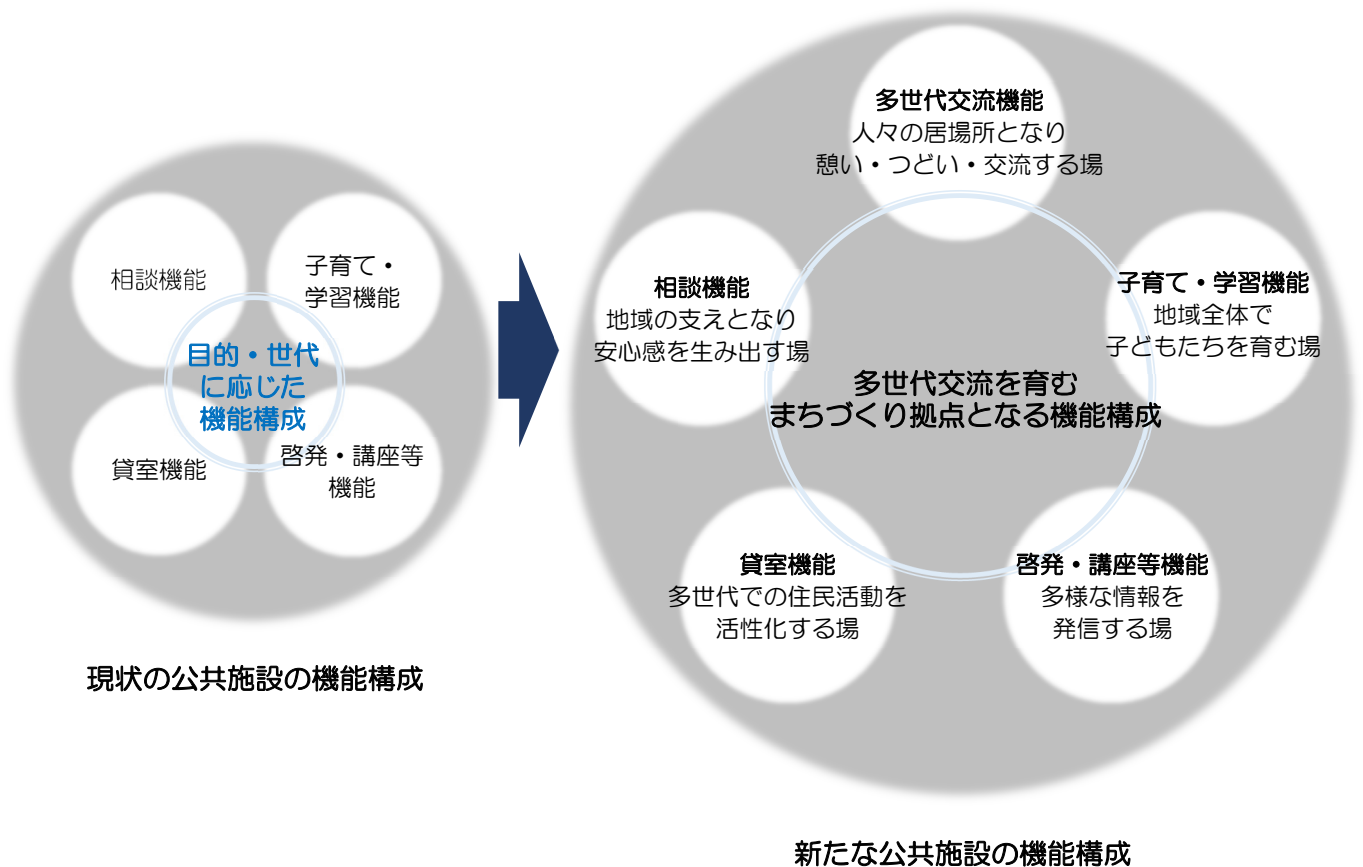 相談機能
子育て・
学習機能
目的・世代
に応じた
機能構成
貸室機能
啓発・講座等
機能
現状の公共施設の機能構成
多世代交流機能
人々の居場所となり
憩い・つどい・交流する場
相談機能
地域の支えとなり
安心感を生み出す場
子育て・学習機能
地域全体で
子どもたちを育む場
多世代交流を育む
まちづくり拠点となる機能構成
貸室機能
多世代での住民活動を
活性化する場
啓発・講座等機能
多様な情報を
発信する場
新たな公共施設の機能構成